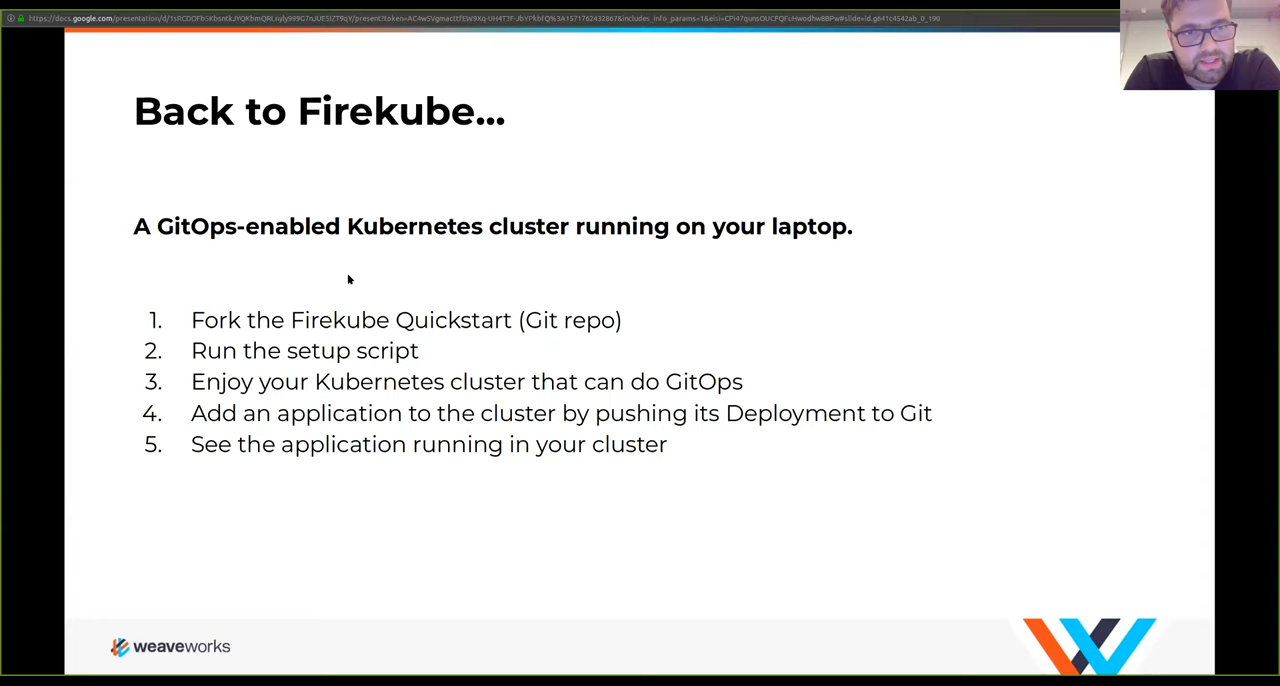 Back to Firekube...
A GitOps-enabled Kubernetes cluster running on your laptop.
1. Fork the Firekube Quickstart (Git repo)
2. Run the setup script
3. Enjoy your Kubernetes cluster that can do GitOps
4. Add an application to the cluster by pushing its Deployment to Git
5. See the application running in your cluster
weaveworks